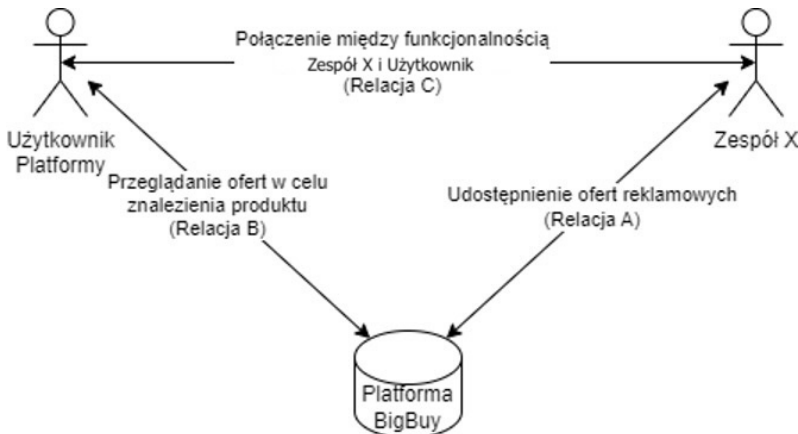 Połączenie między funkcjonalnością
Zespół X i Użytkownik
(Relacja C)
Użytkownik
Platformy
Zespół X
Przeglądanie ofert w celu
znalezienia produktu
(Relacja B)
Udostępnienie ofert reklamowych
(Relacja A)
Platforma
BigBuy